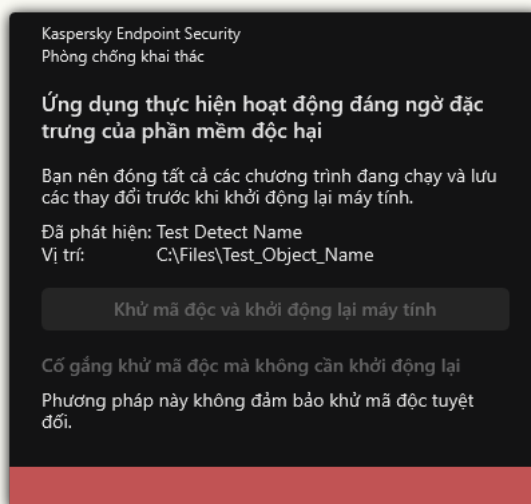 Kaspersky Endpoint Security
Phòng chống khai thác
Ứng dụng thực hiện hoạt động đáng ngờ đặc
trưng của phần mềm độc hại
Bạn nên đóng tất cả các chương trình đang chạy và lưu
các thay đổi trước khi khởi động lại máy tính.
Đã phát hiện: Test Detect Name
Vị trí: C:\Files\Test_Object_Name
Khử mã độc và khởi động lại máy tính
Cố gắng khử mã độc mà không cần khởi động lại
Phương pháp này không đảm bảo khử mã độc tuyệt
đối.